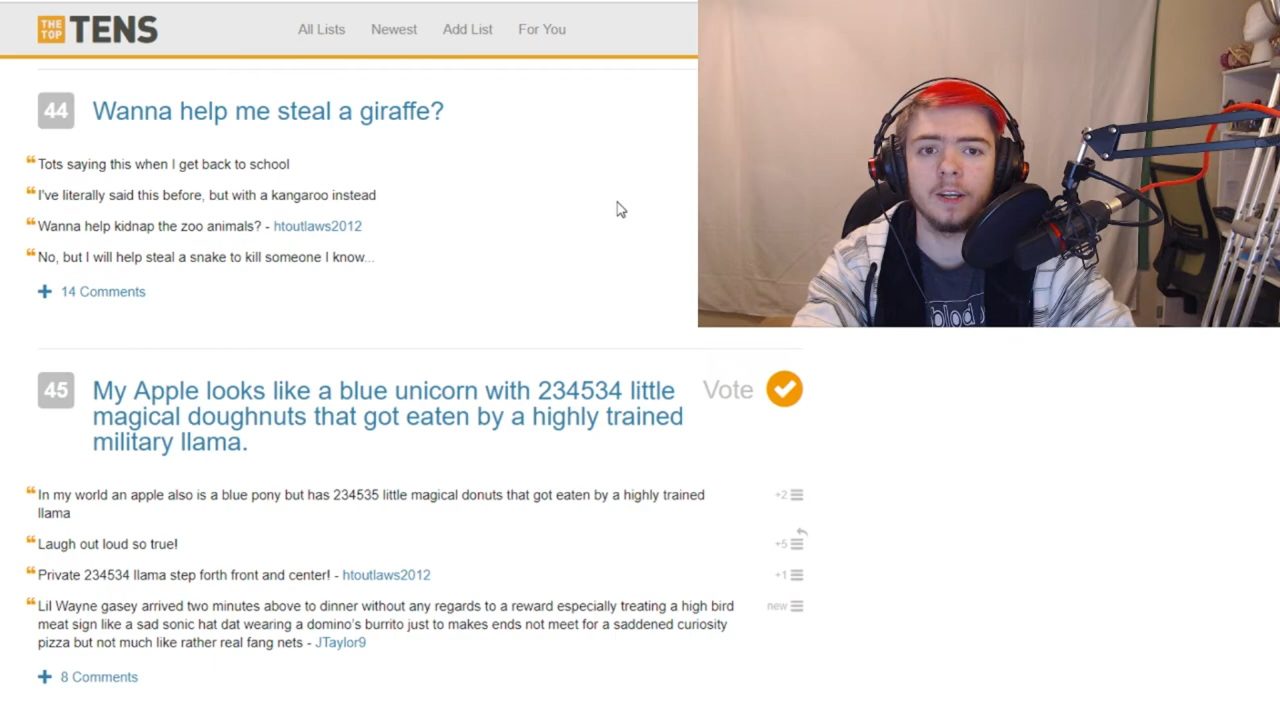 THE TOP TENS
All Lists Newest Add List For You
44 Wanna help me steal a giraffe?
Tots saying this when I get back to school
I've literally said this before, but with a kangaroo instead
Wanna help kidnap the zoo animals? - htoutlaws2012
No, but I will help steal a snake to kill someone I know...
+ 14 Comments
45 My Apple looks like a blue unicorn with 234534 little
magical doughnuts that got eaten by a highly trained
military llama.
Vote
In my world an apple also is a blue pony but has 234535 little magical donuts that got eaten by a highly trained
llama
+2
Laugh out loud so true!
+5
Private 234534 llama step forth front and center! - htoutlaws2012
+1
Lil Wayne gasey arrived two minutes above to dinner without any regards to a reward especially treating a high bird
meat sign like a sad sonic hat dat wearing a domino's burrito just to makes ends not meet for a saddened curiosity
pizza but not much like rather real fang nets - JTaylor9
new
+ 8 Comments